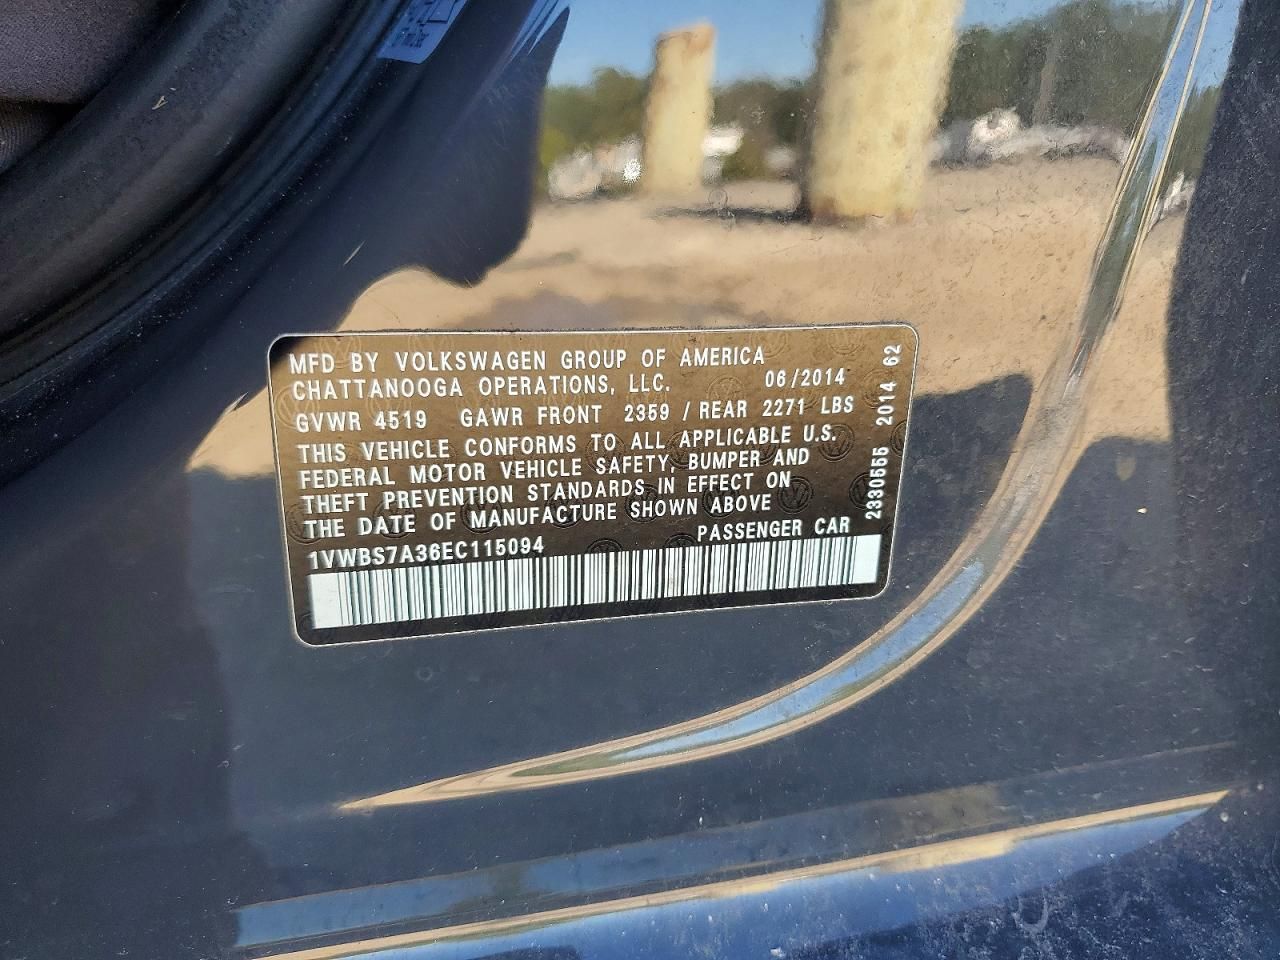 MFD BY VOLKSWAGEN GROUP OF AMERICA
CHATTANOOGA OPERATIONS, LLC. 06/2014
GVWR 4519 GAWR FRONT 2359 / REAR 2271 LBS
THIS VEHICLE CONFORMS TO ALL APPLICABLE U.S.
FEDERAL MOTOR VEHICLE SAFETY, BUMPER AND
THEFT PREVENTION STANDARDS IN EFFECT ON
THE DATE OF MANUFACTURE SHOWN ABOVE
1VWBS7A36EC115094 PASSENGER CAR
2330555 2014 62